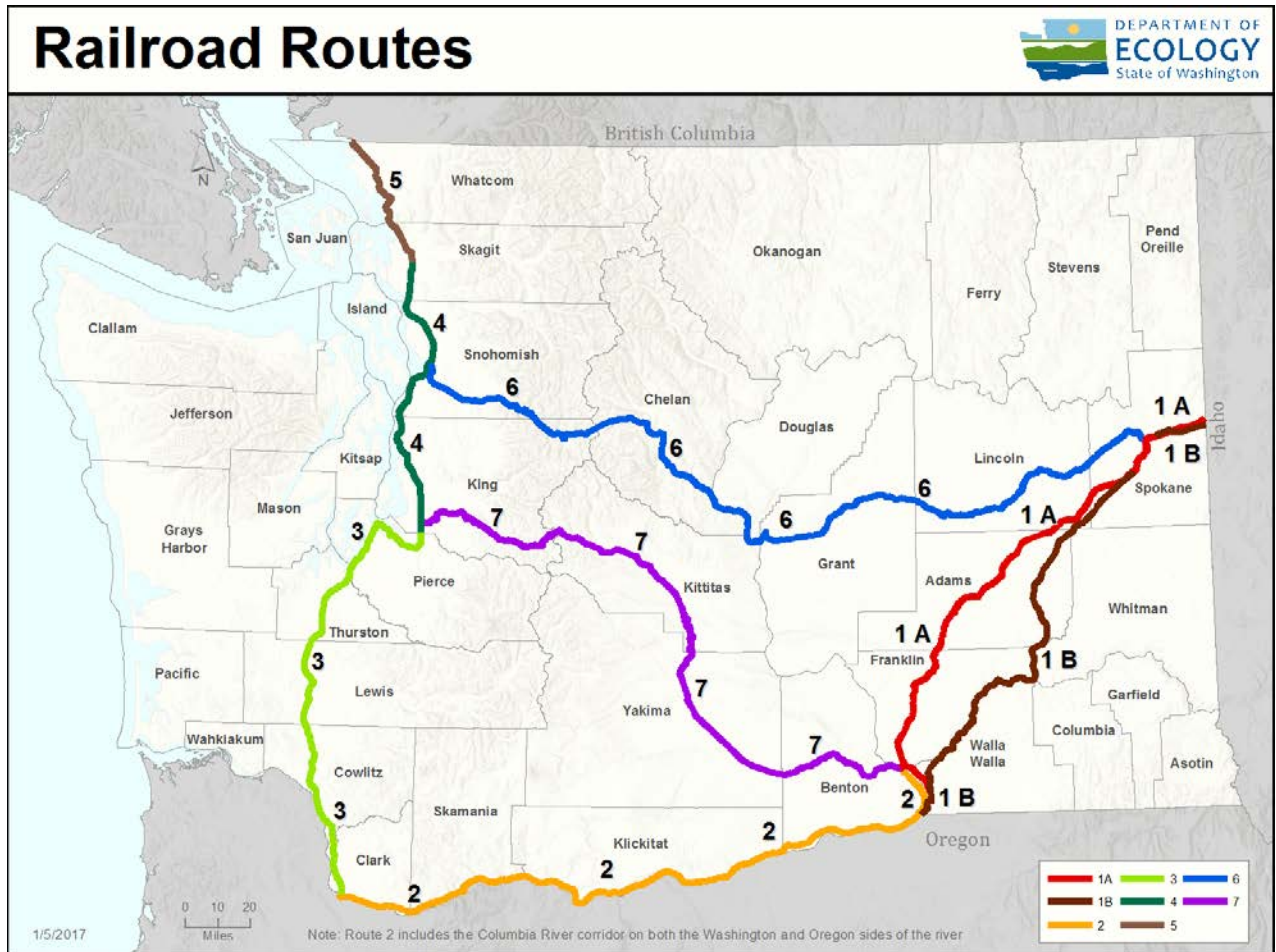 Railroad Routes
DEPARTMENT OF
ECOLOGY
State of Washington
British Columbia
N
5
Whatcom
San Juan
Skagit
Okanogan
Pend
Oreille
Stevens
Ferry
Island
Clallam
4
Snohomish
6
Chelan
Jefferson
Douglas
1 A
Idaho
4
6
Kitsap
Lincoln
1 B
King
6
Spokane
Mason
7
6
1 A
Grays
Harbor
3
7
Pierce
Kittitas
Grant
Adams
Whitman
Thurston
1 A
3
Franklin
1 B
Pacific
Lewis
7
Yakima
Garfield
Wahkiakum
7
Walla
Walla
Columbia
Cowlitz
Benton
Asotin
2
1 B
3
Skamania
2
Klickitat
Oregon
Clark
2
2
0 10 20
Miles
1A 3 6
1B 4 7
2 5
1/5/2017
Note: Route 2 includes the Columbia River corridor on both the Washington and Oregon sides of the river